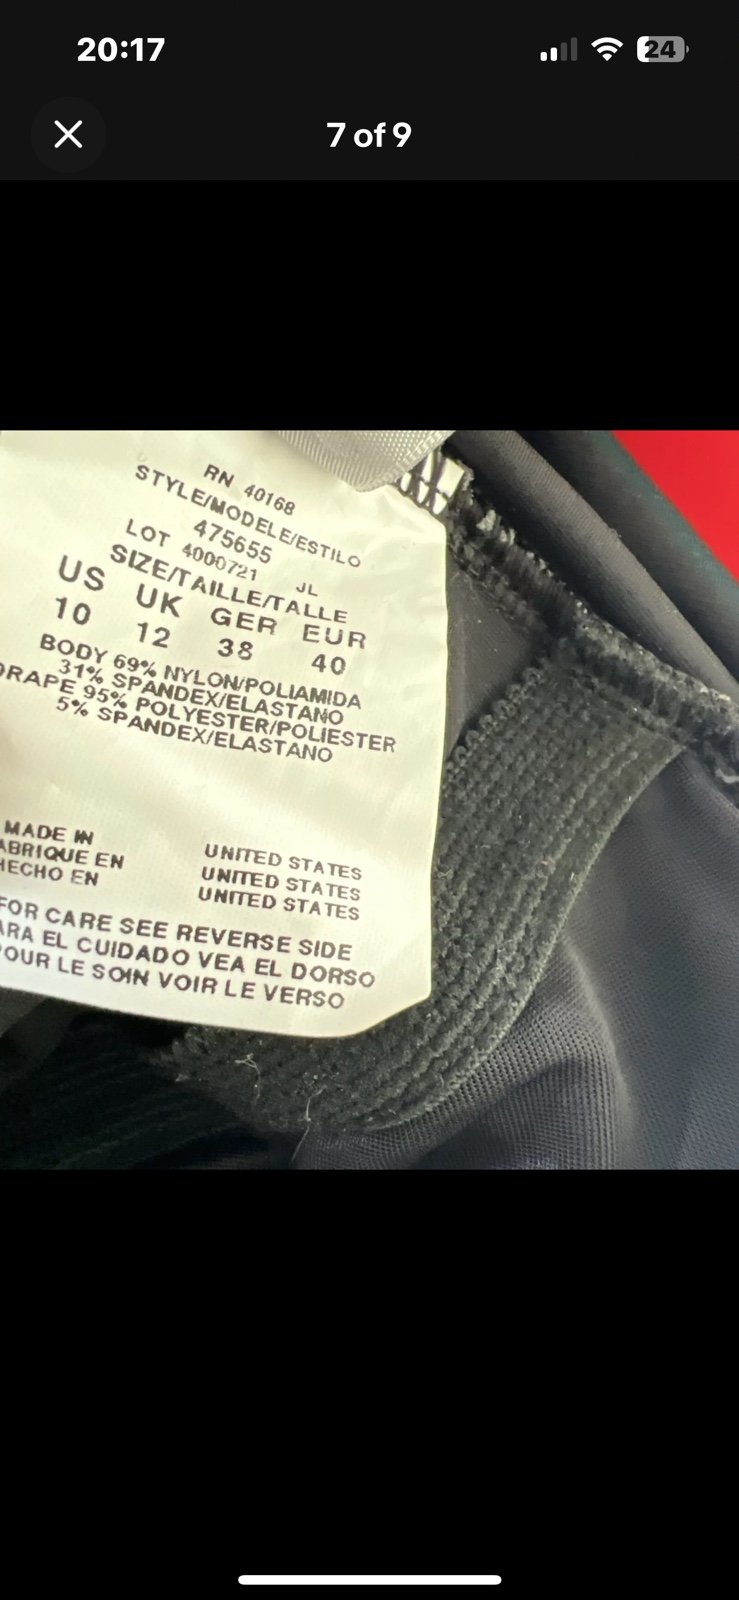 20:17
24
7 of 9
RN 40168
STYLE/MODELE/ESTILO
475655
LOT 4000721 JL
SIZE/TAILLE/TALLE
US UK GER EUR
10 12 38 40
BODY 69% NYLON/POLIAMIDA
31% SPANDEX/ELASTANO
DRAPE 95% POLYESTER/POLIESTER
5% SPANDEX/ELASTANO
MADE IN UNITED STATES
ABRIQUE EN UNITED STATES
HECHO EN UNITED STATES
FOR CARE SEE REVERSE SIDE
ARA EL CUIDADO VEA EL DORSO
POUR LE SOIN VOIR LE VERSO